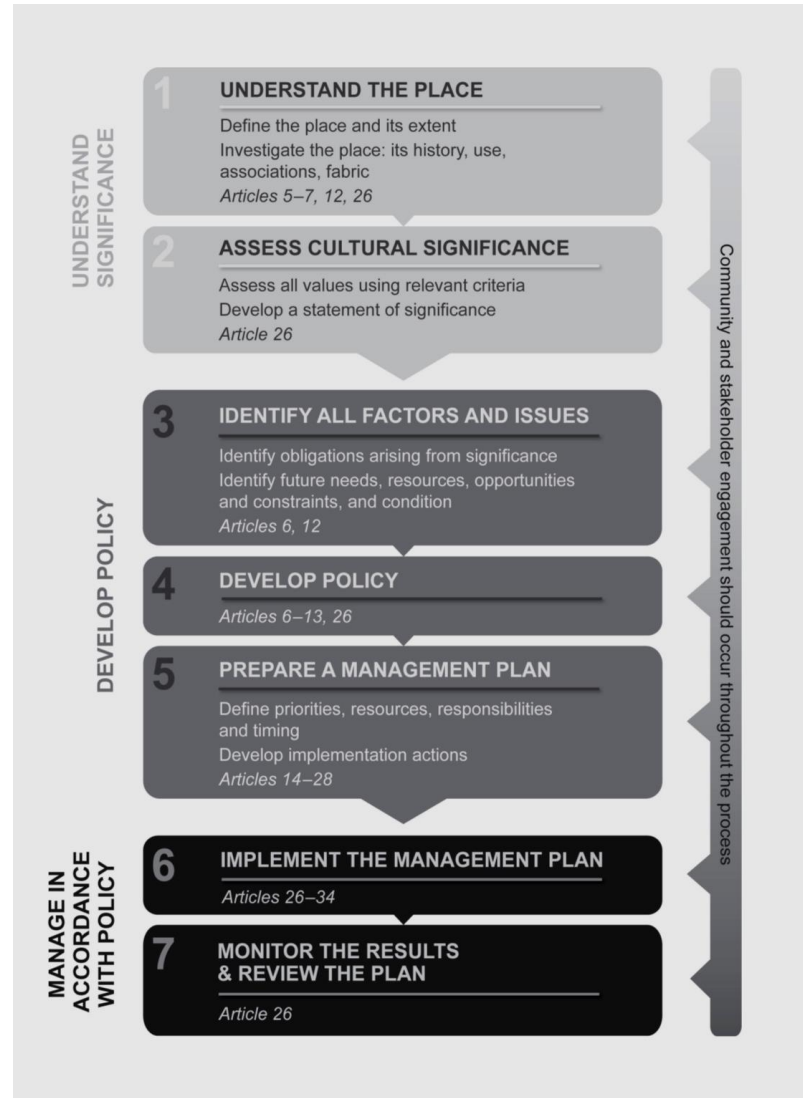 UNDERSTAND
SIGNIFICANCE
1
UNDERSTAND THE PLACE
Define the place and its extent
Investigate the place: its history, use,
associations, fabric
Articles 5–7, 12, 26
2
ASSESS CULTURAL SIGNIFICANCE
Assess all values using relevant criteria
Develop a statement of significance
Article 26
DEVELOP POLICY
3
IDENTIFY ALL FACTORS AND ISSUES
Identify obligations arising from significance
Identify future needs, resources, opportunities
and constraints, and condition
Articles 6, 12
4
DEVELOP POLICY
Articles 6–13, 26
5
PREPARE A MANAGEMENT PLAN
Define priorities, resources, responsibilities
and timing
Develop implementation actions
Articles 14–28
MANAGE IN
ACCORDANCE
WITH POLICY
6
IMPLEMENT THE MANAGEMENT PLAN
Articles 26–34
7
MONITOR THE RESULTS
& REVIEW THE PLAN
Article 26
Community and stakeholder engagement should occur throughout the process